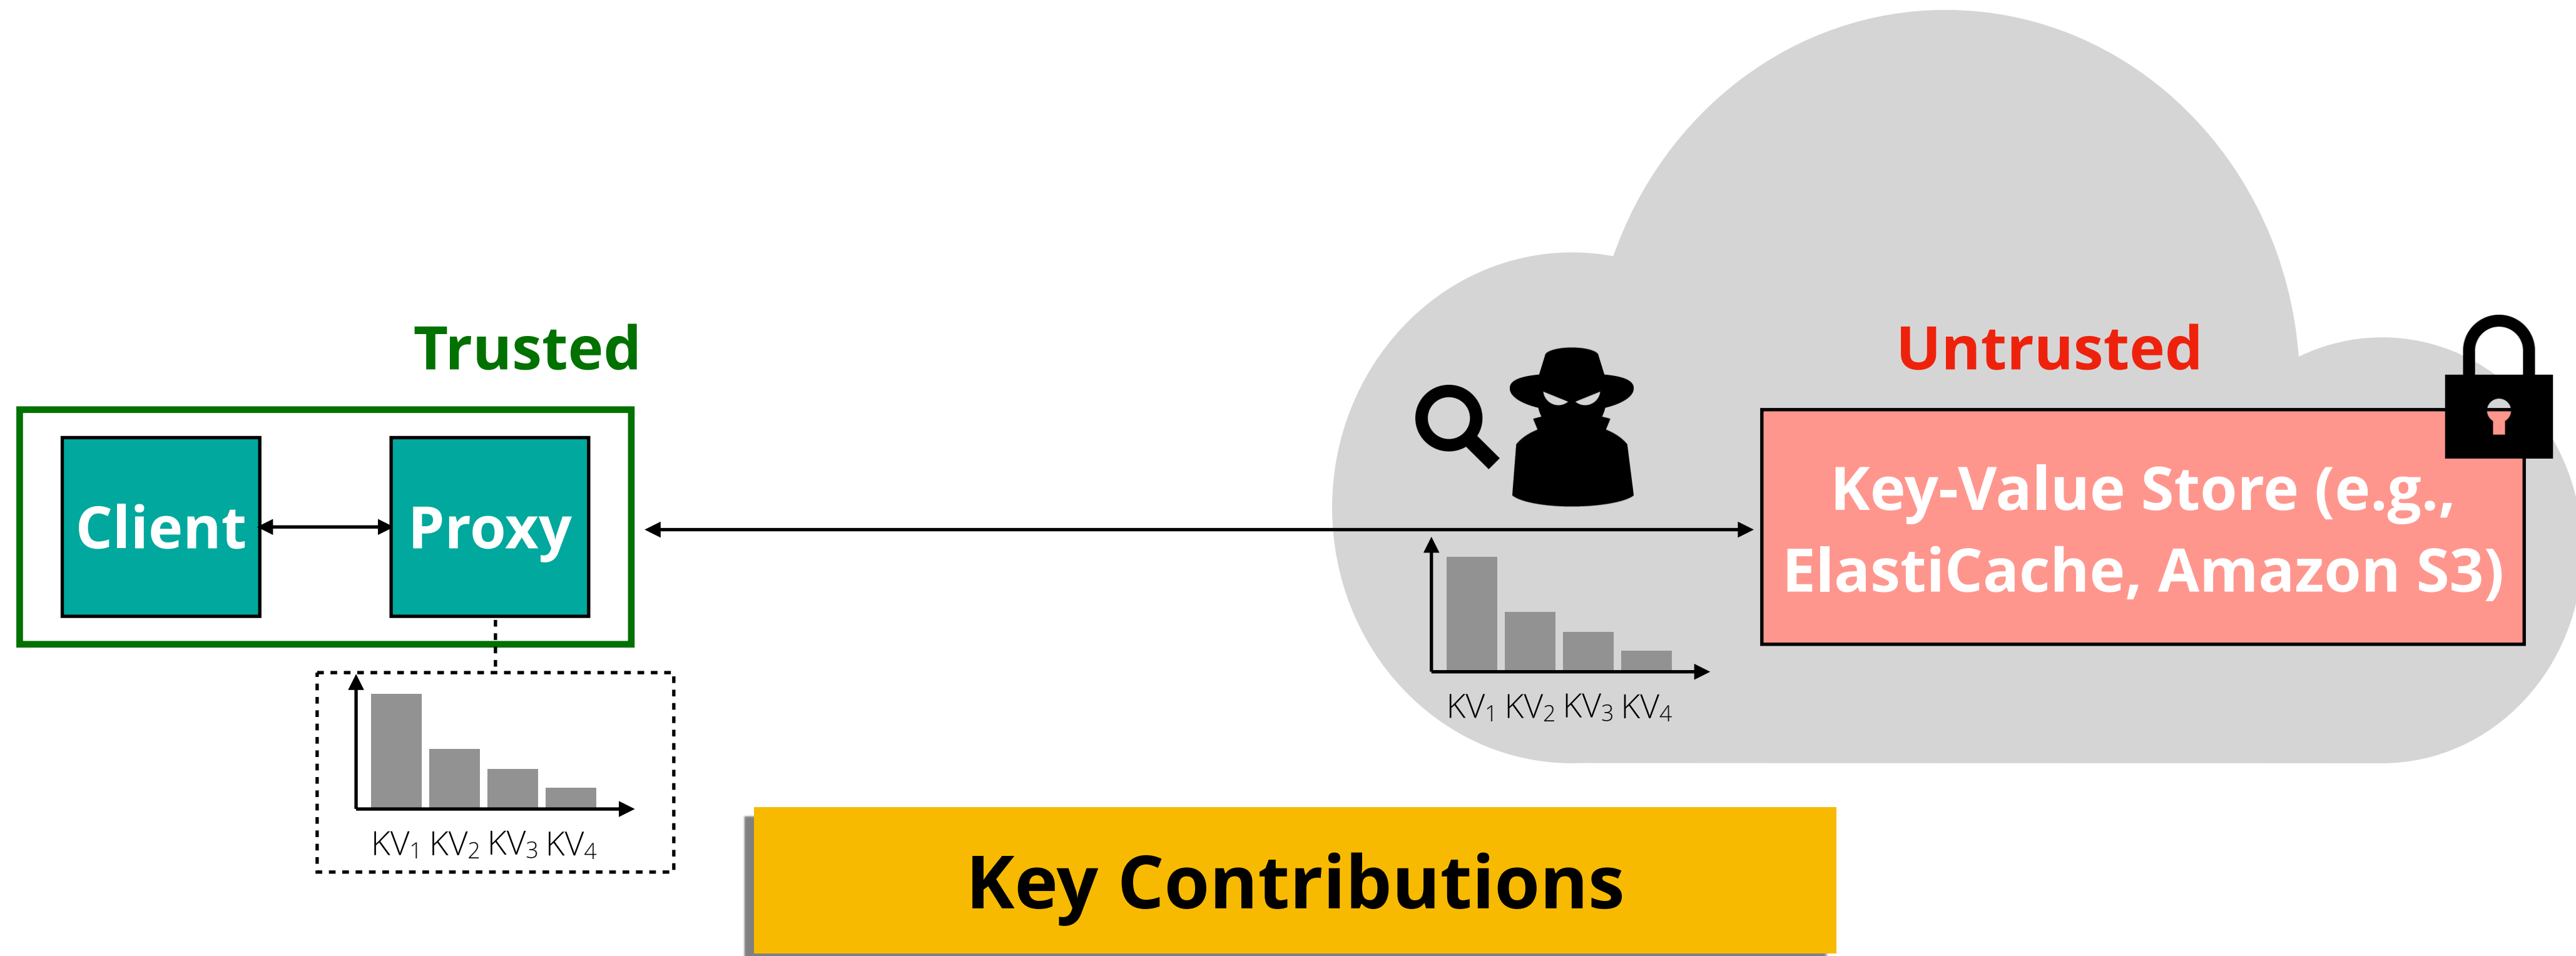 Trusted
Untrusted
Client
Proxy
Key-Value Store (e.g.,
ElastiCache, Amazon S3)
KV₁ KV₂ KV₃ KV₄
KV₁ KV₂ KV₃ KV₄
Key Contributions